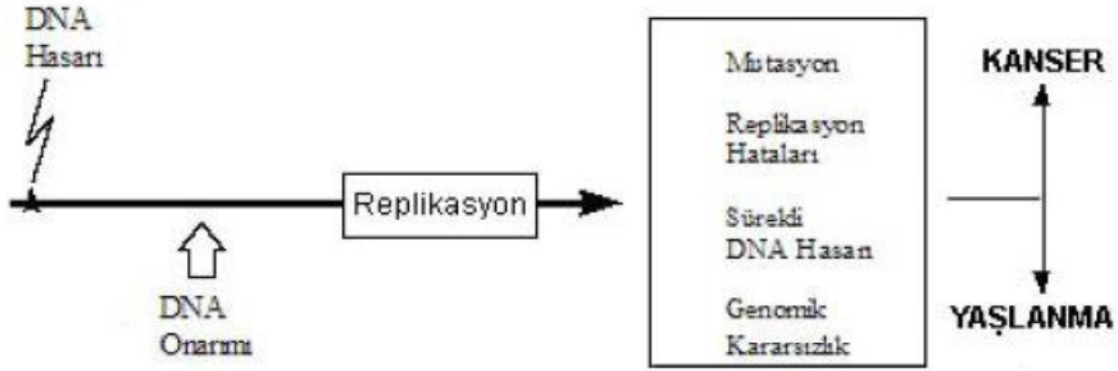 DNA
Hasarı
DNA
Onarımı
Replikasyon
Mutasyon
Replikasyon
Hataları
Sürekli
DNA Hasarı
Genomik
Kararsızlık
KANSER
YAŞLANMA